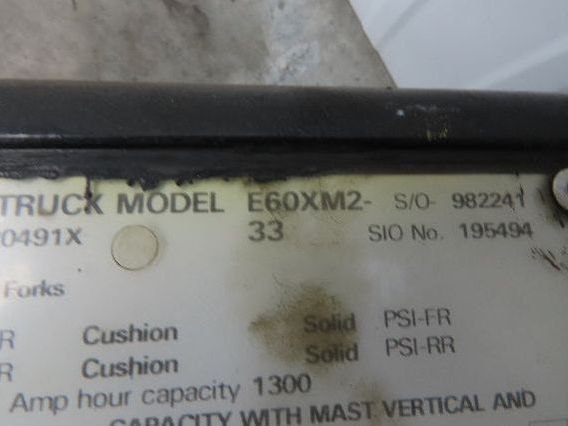 TRUCK MODEL E60XM2- S/O- 982241
0491X 33 SIO No. 195494
Forks
R Cushion Solid PSI-FR
R Cushion Solid PSI-RR
Amp hour capacity 1300
CAPACITY WITH MAST VERTICAL AND